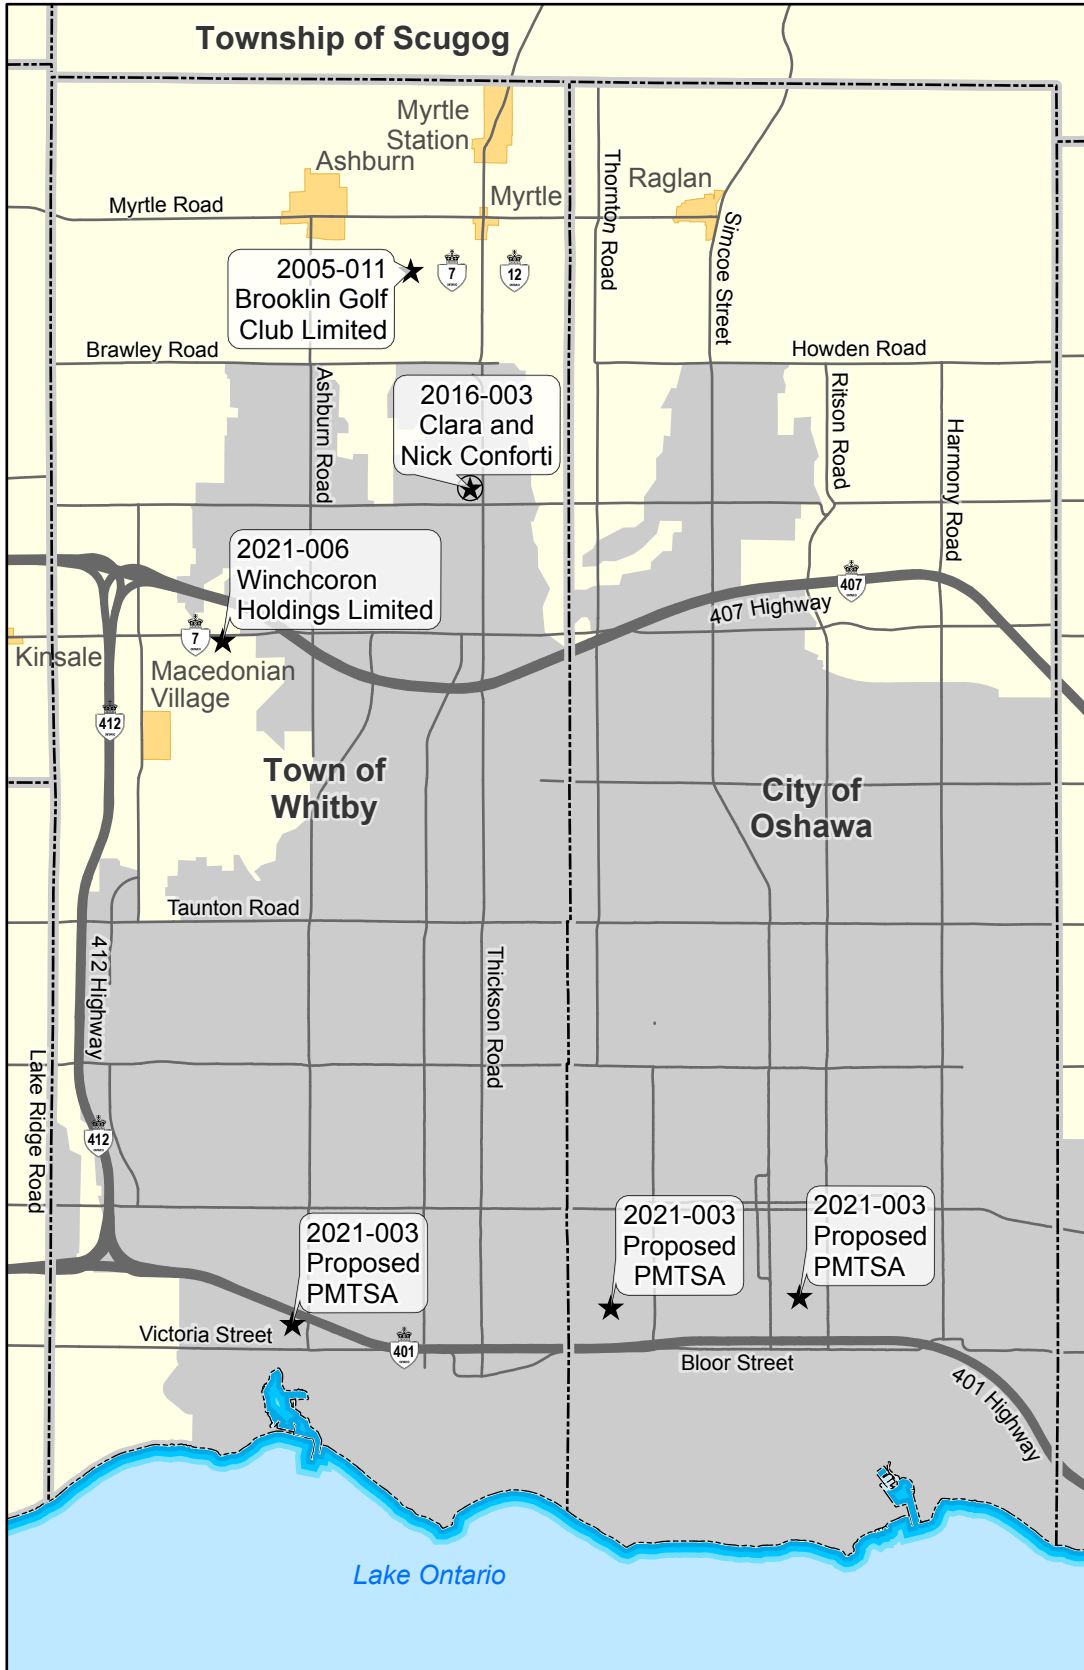 Township of Scugog
Myrtle
Station
Ashburn
Myrtle
Raglan
Myrtle Road
Thornton Road
Simcoe Street
2005-011
Brooklin Golf
Club Limited
7
12
Brawley Road
Howden Road
Ashburn Road
2016-003
Clara and
Nick Conforti
Ritson Road
Harmony Road
2021-006
Winchcoron
Holdings Limited
407
407 Highway
7
Kinsale
Macedonian
Village
412
Town of
Whitby
City of
Oshawa
Taunton Road
412 Highway
Thickson Road
Lake Ridge Road
412
2021-003
Proposed
PMTSA
2021-003
Proposed
PMTSA
2021-003
Proposed
PMTSA
Victoria Street
401
Bloor Street
401 Highway
Lake Ontario